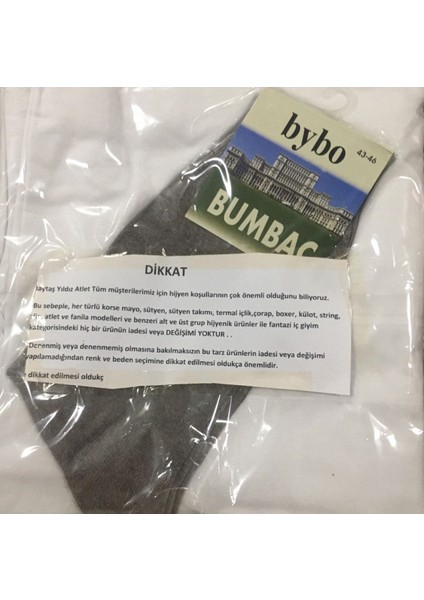 bybo
43-46
BUMBAC
DİKKAT
Yıldız Atlet Tüm müşterilerimiz için hijyen koşullarının çok önemli olduğunu biliyoruz.
Bu sebeple, her türlü korse mayo, sütyen, sütyen takımı, termal içlik,çorap, boxer, külot, string,
atlet ve fanila modelleri ve benzeri alt ve üst grup hijyenik ürünler ile fantazi iç giyim
kategorisindeki hiç bir ürünün iadesi veya DEĞİŞİMİ YOKTUR . .
Denenmiş veya denenmemiş olmasına bakılmaksızın bu tarz ürünlerin iadesi veya değişimi
yapılamadığından renk ve beden seçimine dikkat edilmesi oldukça önemlidir.
e dikkat edilmesi oldukç